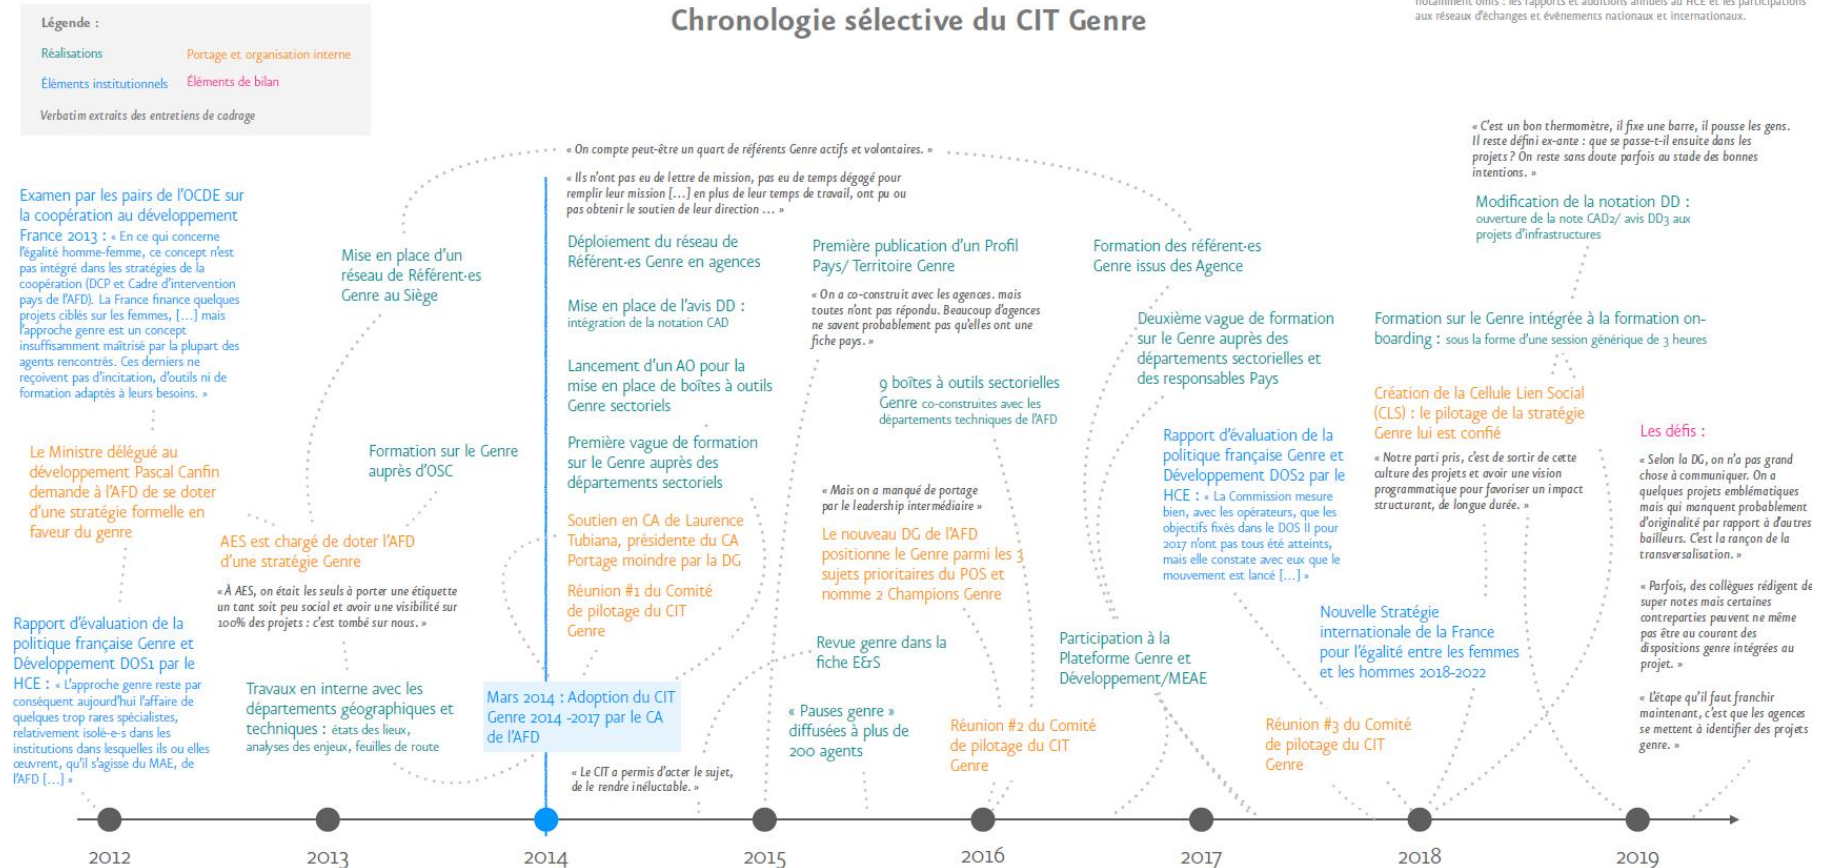 Chronologie sélective du CIT Genre
notamment omis : les rapports et auditions annuels au HCE et les participations
aux réseaux d'échanges et évènements nationaux et internationaux.
Légende :
Réalisations
Portage et organisation interne
Éléments institutionnels
Éléments de bilan
Verbatim extraits des entretiens de cadrage
Examen par les pairs de l'OCDE sur
la coopération au développement
France 2013 : « En ce qui concerne
l'égalité homme-femme, ce concept n'est
pas intégré dans les stratégies de la
coopération (DCP et Cadre d'intervention
pays de l'AFD). La France finance quelques
projets ciblés sur les femmes, [...] mais
l'approche genre est un concept
insuffisamment maîtrisé par la plupart des
agents rencontrés. Ces derniers ne
reçoivent pas d'incitation, d'outils ni de
formation adaptés à leurs besoins. »
Le Ministre délégué au
développement Pascal Canfin
demande à l'AFD de se doter
d'une stratégie formelle en
faveur du genre
Rapport d'évaluation de la
politique française Genre et
Développement DOS1 par le
HCE : « L'approche genre reste par
conséquent aujourd'hui l'affaire de
quelques trop rares spécialistes,
relativement isolé-e-s dans les
institutions dans lesquelles ils ou elles
œuvrent, qu'il s'agisse du MAE, de
l'AFD [...] »
Mise en place d'un
réseau de Référent·es
Genre au Siège
Formation sur le Genre
auprès d'OSC
AES est chargé de doter l'AFD
d'une stratégie Genre
« À AES, on était les seuls à porter une étiquette
un tant soit peu social et avoir une visibilité sur
100% des projets : c'est tombé sur nous. »
Travaux en interne avec les
départements géographiques et
techniques : états des lieux,
analyses des enjeux, feuilles de route
« On compte peut-être un quart de référents Genre actifs et volontaires. »
« Ils n'ont pas eu de lettre de mission, pas eu de temps dégagé pour
remplir leur mission [...] en plus de leur temps de travail, ont pu ou
pas obtenir le soutien de leur direction ... »
Déploiement du réseau de
Référent·es Genre en agences
Mise en place de l'avis DD :
intégration de la notation CAD
Lancement d'un AO pour la
mise en place de boîtes à outils
Genre sectoriels
Première vague de formation
sur le Genre auprès des
départements sectoriels
Soutien en CA de Laurence
Tubiana, présidente du CA
Portage moindre par la DG
Réunion #1 du Comité
de pilotage du CIT
Genre
Mars 2014 : Adoption du CIT
Genre 2014 -2017 par le CA
de l'AFD
« Le CIT a permis d'acter le sujet,
de le rendre inéluctable. »
Première publication d'un Profil
Pays/ Territoire Genre
« On a co-construit avec les agences. mais
toutes n'ont pas répondu. Beaucoup d'agences
ne savent probablement pas qu'elles ont une
fiche pays. »
9 boîtes à outils sectorielles
Genre co-construites avec les
départements techniques de l'AFD
« Mais on a manqué de portage
par le leadership intermédiaire »
Le nouveau DG de l'AFD
positionne le Genre parmi les 3
sujets prioritaires du POS et
nomme 2 Champions Genre
Revue genre dans la
fiche E&S
« Pauses genre »
diffusées à plus de
200 agents
Réunion #2 du Comité
de pilotage du CIT
Genre
Formation des référent·es
Genre issus des Agence
Deuxième vague de formation
sur le Genre auprès des
départements sectorielles et
des responsables Pays
Rapport d'évaluation de la
politique française Genre et
Développement DOS2 par le
HCE : « La Commission mesure
bien, avec les opérateurs, que les
objectifs fixés dans le DOS II pour
2017 n'ont pas tous été atteints,
mais elle constate avec eux que le
mouvement est lancé [...] »
Participation à la
Plateforme Genre et
Développement/MEAE
Réunion #3 du Comité
de pilotage du CIT
Genre
« C'est un bon thermomètre, il fixe une barre, il pousse les gens.
Il reste défini ex-ante : que se passe-t-il ensuite dans les
projets ? On reste sans doute parfois au stade des bonnes
intentions. »
Modification de la notation DD :
ouverture de la note CAD2/ avis DD3 aux
projets d'infrastructures
Formation sur le Genre intégrée à la formation on-
boarding : sous la forme d'une session générique de 3 heures
Création de la Cellule Lien Social
(CLS) : le pilotage de la stratégie
Genre lui est confié
« Notre parti pris, c'est de sortir de cette
culture des projets et avoir une vision
programmatique pour favoriser un impact
structurant, de longue durée. »
Nouvelle Stratégie
internationale de la France
pour l'égalité entre les femmes
et les hommes 2018-2022
Les défis :
« Selon la DG, on n'a pas grand
chose à communiquer. On a
quelques projets emblématiques
mais qui manquent probablement
d'originalité par rapport à d'autres
bailleurs. C'est la rançon de la
transversalisation. »
« Parfois, des collègues rédigent de
super notes mais certaines
contreparties peuvent ne même
pas être au courant des
dispositions genre intégrées au
projet. »
« L'étape qu'il faut franchir
maintenant, c'est que les agences
se mettent à identifier des projets
genre. »
2012
2013
2014
2015
2016
2017
2018
2019